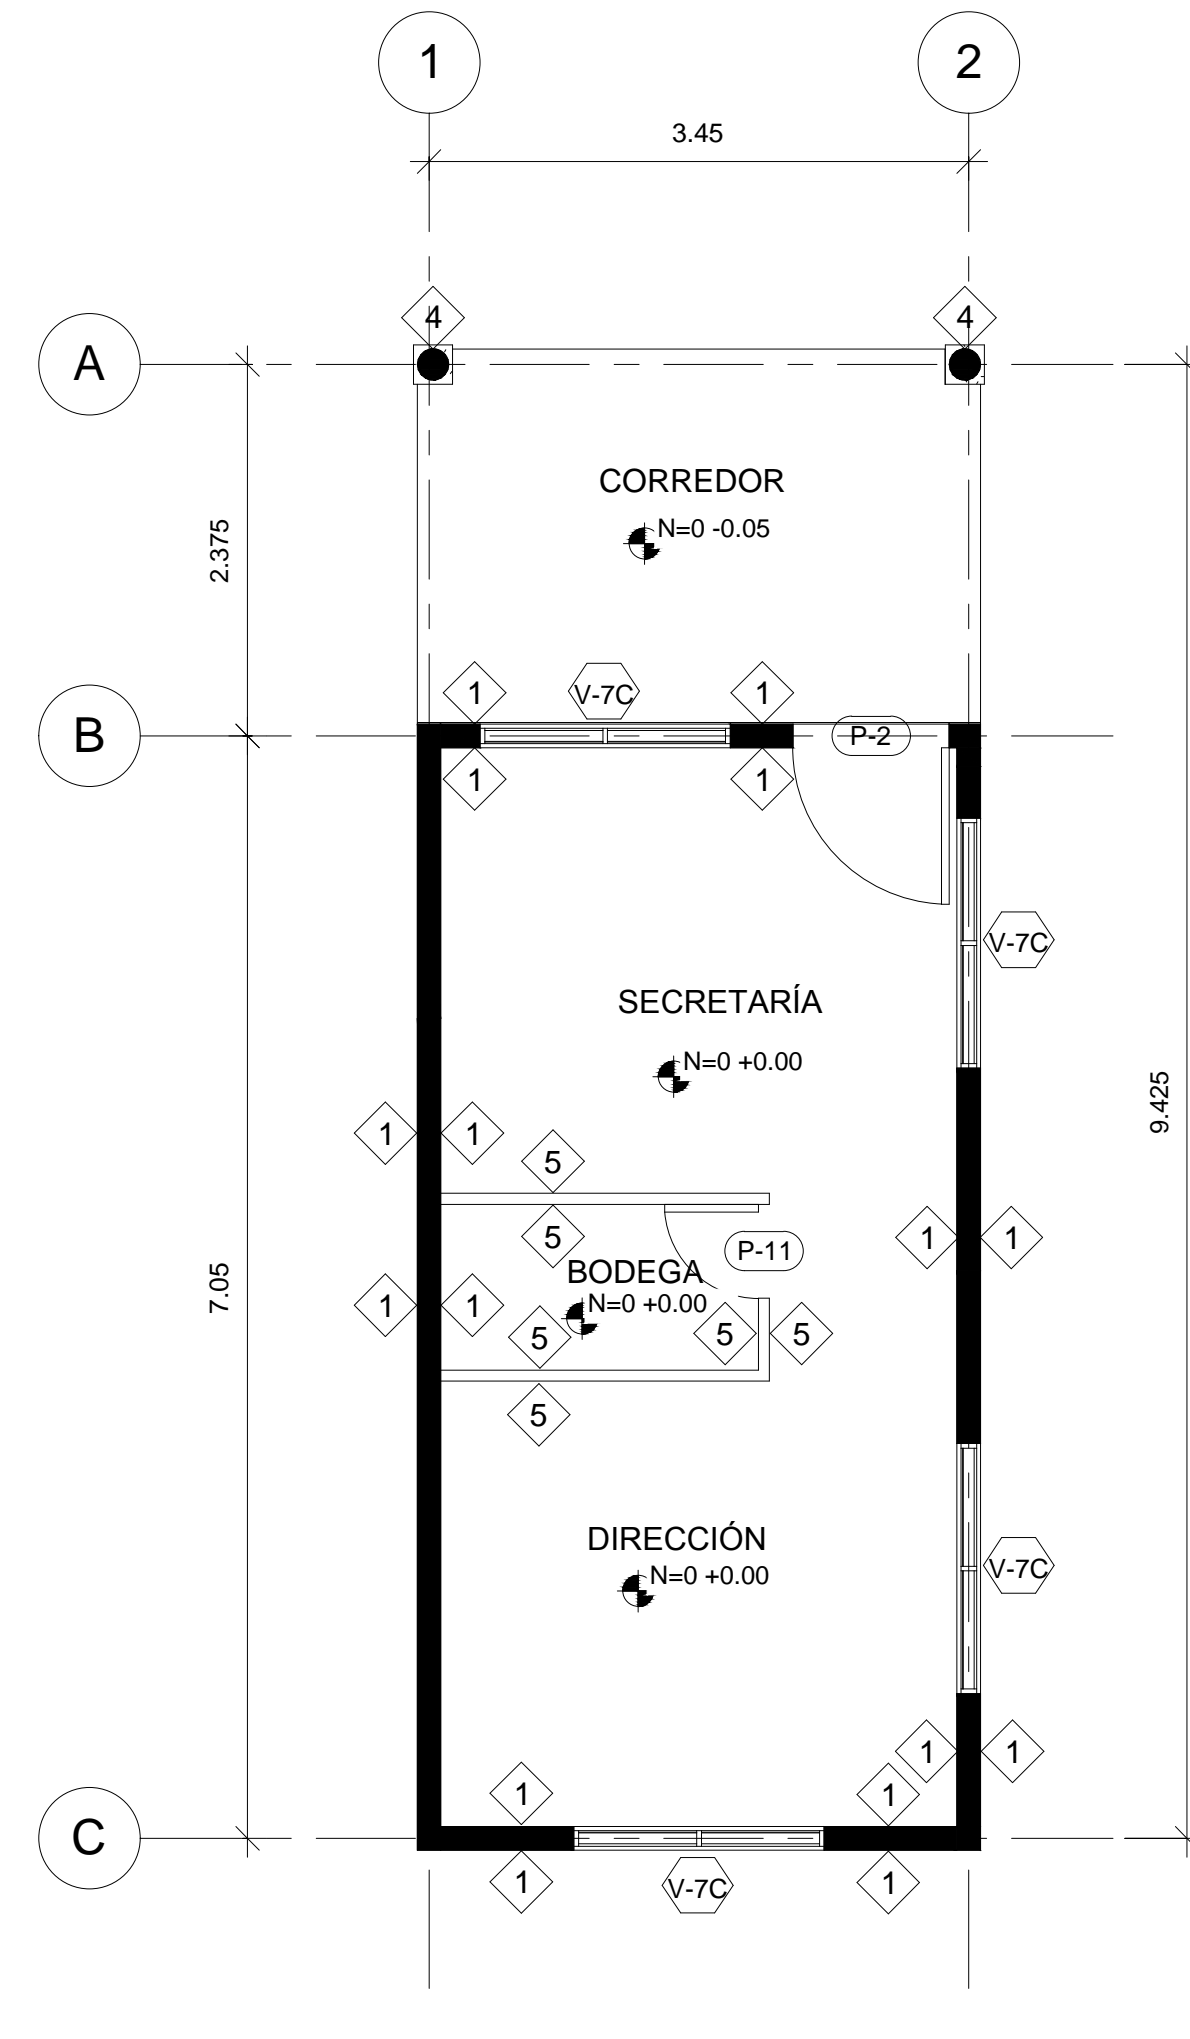 1
2
3.45
4
4
A
CORREDOR
N=0 -0.05
2.375
1
V-7C
1
B
P-2
1
1
V-7C
SECRETARÍA
N=0 +0.00
9.425
1
1
5
5
P-11
1
1
BODEGA
N=0 +0.00
7.05
1
1
5
5
5
5
DIRECCIÓN
N=0 +0.00
V-7C
1
1
1
1
C
1
V-7C
1